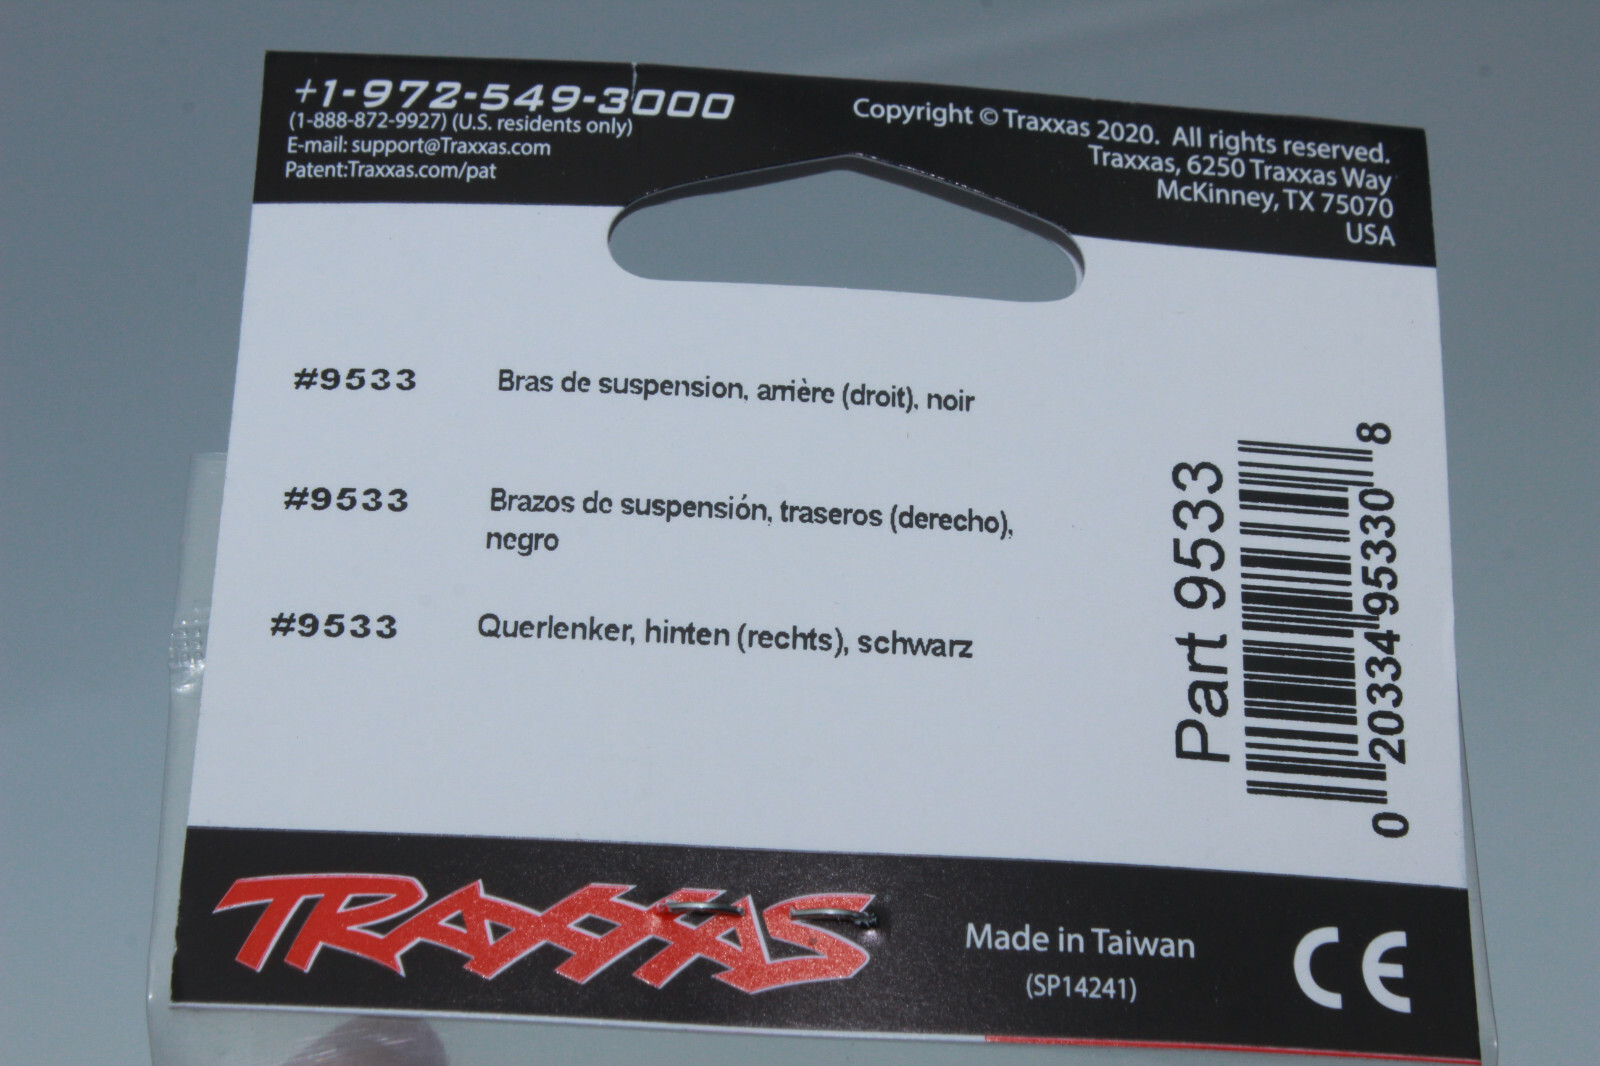 +1-972-549-3000
(1-888-872-9927) (U.S. residents only)
E-mail: support@Traxxas.com
Patent:Traxxas.com/pat
Copyright © Traxxas 2020. All rights reserved.
Traxxas, 6250 Traxxas Way
McKinney, TX 75070
USA
#9533 Bras de suspension, arrière (droit), noir
#9533 Brazos de suspensión, traseros (derecho),
negro
#9533 Querlenker, hinten (rechts), schwarz
Part 9533
0 20334 95330 8
TRAXXAS
Made in Taiwan
(SP14241)
CE